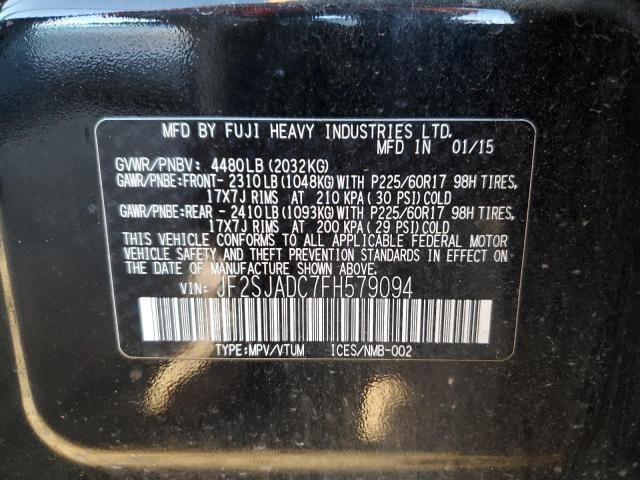 MFD BY FUJI HEAVY INDUSTRIES LTD.
MFD IN 01/15
GVWR/PNBV: 4480LB (2032KG)
GAWR/PNBE:FRONT- 2310LB(1048KG)WITH P225/60R17 98H TIRES,
17X7J RIMS AT 210 KPA ( 30 PSI)COLD
GAWR/PNBE:REAR - 2410LB(1093KG)WITH P225/60R17 98H TIRES,
17X7J RIMS AT 200 KPA ( 29 PSI)COLD
THIS VEHICLE CONFORMS TO ALL APPLICABLE FEDERAL MOTOR
VEHICLE SAFETY AND THEFT PREVENTION STANDARDS IN EFFECT
ON THE DATE OF MANUFACTURE SHOWN ABOVE.
VIN: JF2SJADC7FH579094
TYPE:MPV/VTUM ICES/NMB-002